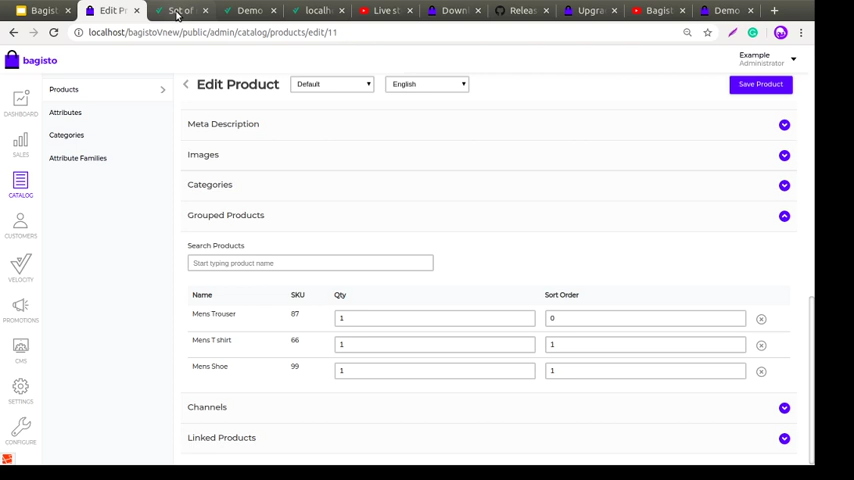 Bagist
Edit Pr
Set of
Demo
localh
Live st
Downl
Releas
Upgra
Bagist
Demo
localhost/bagistoVnew/public/admin/catalog/products/edit/11
bagisto
Example
Administrator
DASHBOARD
SALES
CATALOG
CUSTOMERS
VELOCITY
PROMOTIONS
CMS
SETTINGS
CONFIGURE
Products
Attributes
Categories
Attribute Families
Edit Product
Default
English
Save Product
Meta Description
Images
Categories
Grouped Products
Search Products
Start typing product name
Name SKU Qty Sort Order
Mens Trouser 87 1 0
Mens T shirt 66 1 1
Mens Shoe 99 1 1
Channels
Linked Products